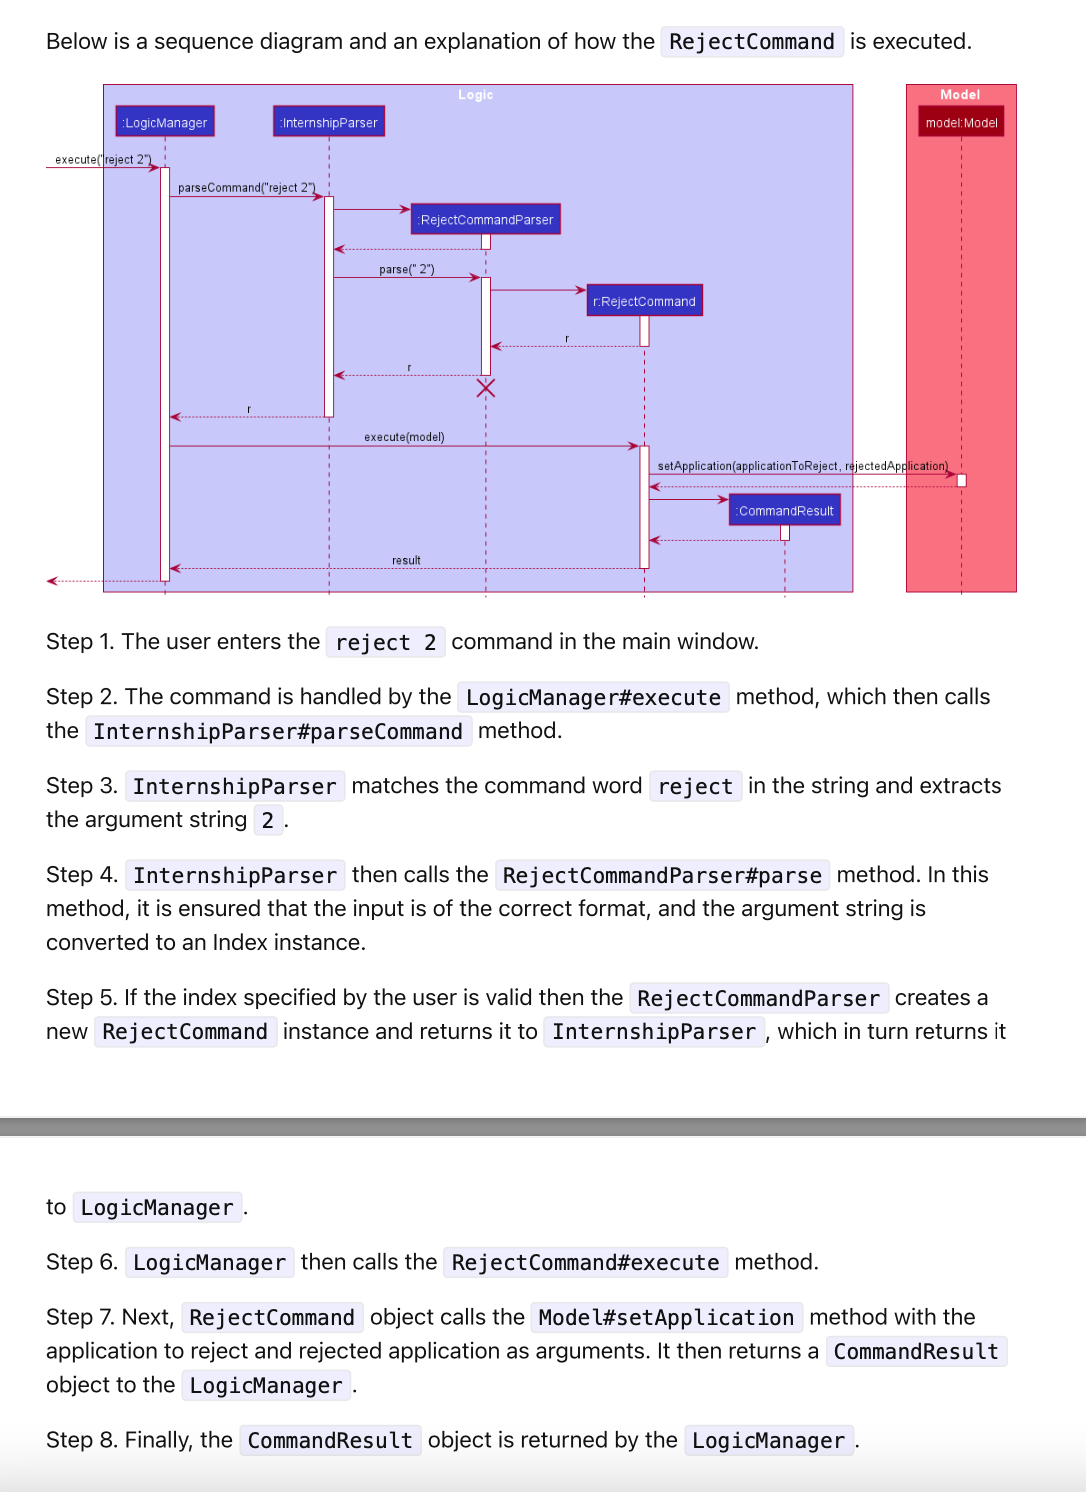 Below is a sequence diagram and an explanation of how the RejectCommand is executed.
Logic
Model
:LogicManager
:InternshipParser
model:Model
execute("reject 2")
parseCommand("reject 2")
:RejectCommandParser
parse(" 2")
r:RejectCommand
r
r
r
execute(model)
setApplication(applicationToReject, rejectedApplication)
:CommandResult
result
Step 1. The user enters the reject 2 command in the main window.
Step 2. The command is handled by the LogicManager#execute method, which then calls
the InternshipParser#parseCommand method.
Step 3. InternshipParser matches the command word reject in the string and extracts
the argument string 2.
Step 4. InternshipParser then calls the RejectCommandParser#parse method. In this
method, it is ensured that the input is of the correct format, and the argument string is
converted to an Index instance.
Step 5. If the index specified by the user is valid then the RejectCommandParser creates a
new RejectCommand instance and returns it to InternshipParser, which in turn returns it
to LogicManager.
Step 6. LogicManager then calls the RejectCommand#execute method.
Step 7. Next, RejectCommand object calls the Model#setApplication method with the
application to reject and rejected application as arguments. It then returns a CommandResult
object to the LogicManager.
Step 8. Finally, the CommandResult object is returned by the LogicManager.